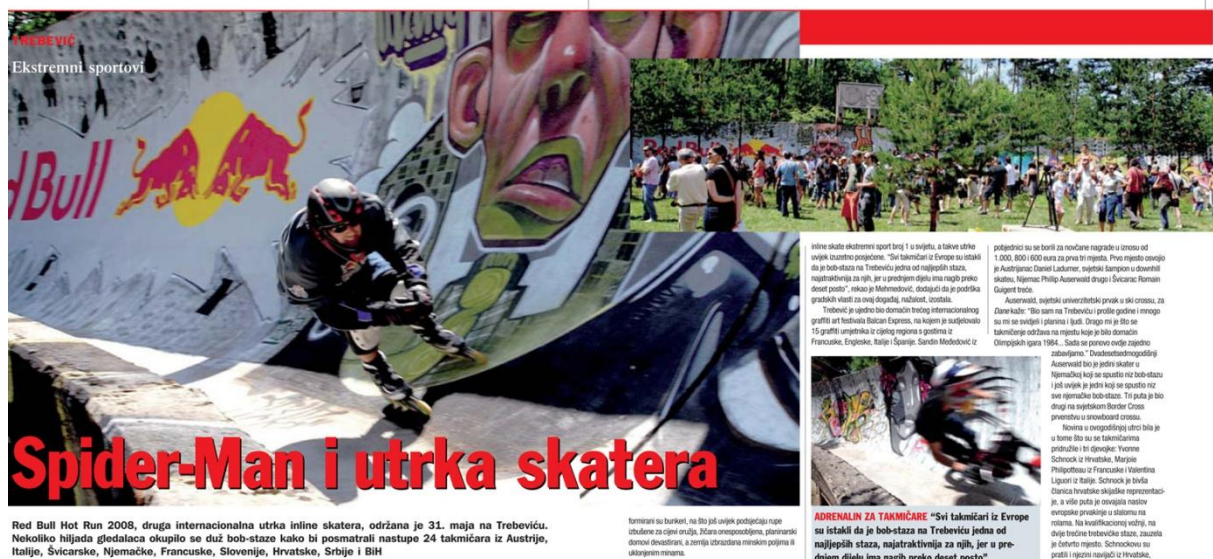 TREBEVIĆ
Ekstremni sportovi
Red Bull
Red Bull
Spider-Man i utrka skatera
Red Bull Hot Run 2008, druga internacionalna utrka inline skatera, održana je 31. maja na Trebeviću.
Nekoliko hiljada gledalaca okupilo se duž bob-staze kako bi posmatrali nastupe 24 takmičara iz Austrije,
Italije, Švicarske, Njemačke, Francuske, Slovenije, Hrvatske, Srbije i BiH
formirani su bunkeri, na što još uvijek podsjećaju rupe
izbušene za cijevi oružja, žičara onesposobljena, planinarski
domovi devastirani, a zemlja izbrazdana minskim poljima ili
uklonjenim minama.
inline skate ekstremni sport broj 1 u svijetu, a takve utrke
uvijek izuzetno posjećene. "Svi takmičari iz Evrope su istakli
da je bob-staza na Trebeviću jedna od najljepših staza,
najatraktivnija za njih, jer u prednjem dijelu ima nagib preko
deset posto", rekao je Mehmedović, dodajući da je podrška
gradskih vlasti za ovaj događaj, nažalost, izostala.
Trebević je ujedno bio domaćin trećeg internacionalnog
graffiti art festivala Balcan Express, na kojem je sudjelovalo
15 graffiti umjetnika iz cijelog regiona s gostima iz
Francuske, Engleske, Italije i Španije. Sandin Međedović iz
ADRENALIN ZA TAKMIČARE "Svi takmičari iz Evrope
su istakli da je bob-staza na Trebeviću jedna od
najljepših staza, najatraktivnija za njih, jer u pre-
dnjem dijelu ima nagib preko deset posto"
pobjednici su se borili za novčane nagrade u iznosu od
1.000, 800 i 600 eura za prva tri mjesta. Prvo mjesto osvojio
je Austrijanac Daniel Ladurner, svjetski šampion u downhill
skateu, Nijemac Phillip Auserwald drugo i Švicarac Romain
Guigent treće.
Auserwald, svjetski univerzitetski prvak u ski crossu, za
Dane kaže: "Bio sam na Trebeviću i prošle godine i mnogo
su mi se svidjeli i planina i ljudi. Drago mi je što se
takmičenje održava na mjestu koje je bilo domaćin
Olimpijskih igara 1984... Sada se ponovo ovdje zajedno
zabavljamo." Dvadesetsedmogodišnji
Auserwald bio je jedini skater u
Njemačkoj koji se spustio niz bob-stazu
i još uvijek je jedni koji se spustio niz
sve njemačke bob-staze. Tri puta je bio
drugi na svjetskom Border Cross
prvenstvu u snowboard crossu.
Novina u ovogodišnjoj utrci bila je
u tome što su se takmičarima
pridružile i tri djevojke: Yvonne
Schnock iz Hrvatske, Marjoie
Philipotteau iz Francuske i Valentina
Liguori iz Italije. Schnock je bivša
članica hrvatske skijaške reprezentaci-
je, a više puta je osvajala naslov
evropske prvakinje u slalomu na
rolama. Na kvalifikacionoj vožnji, na
dvije trećine trebevićke staze, zauzela
je četvrto mjesto. Schnockovu su
pratili i njezini navijači iz Hrvatske,